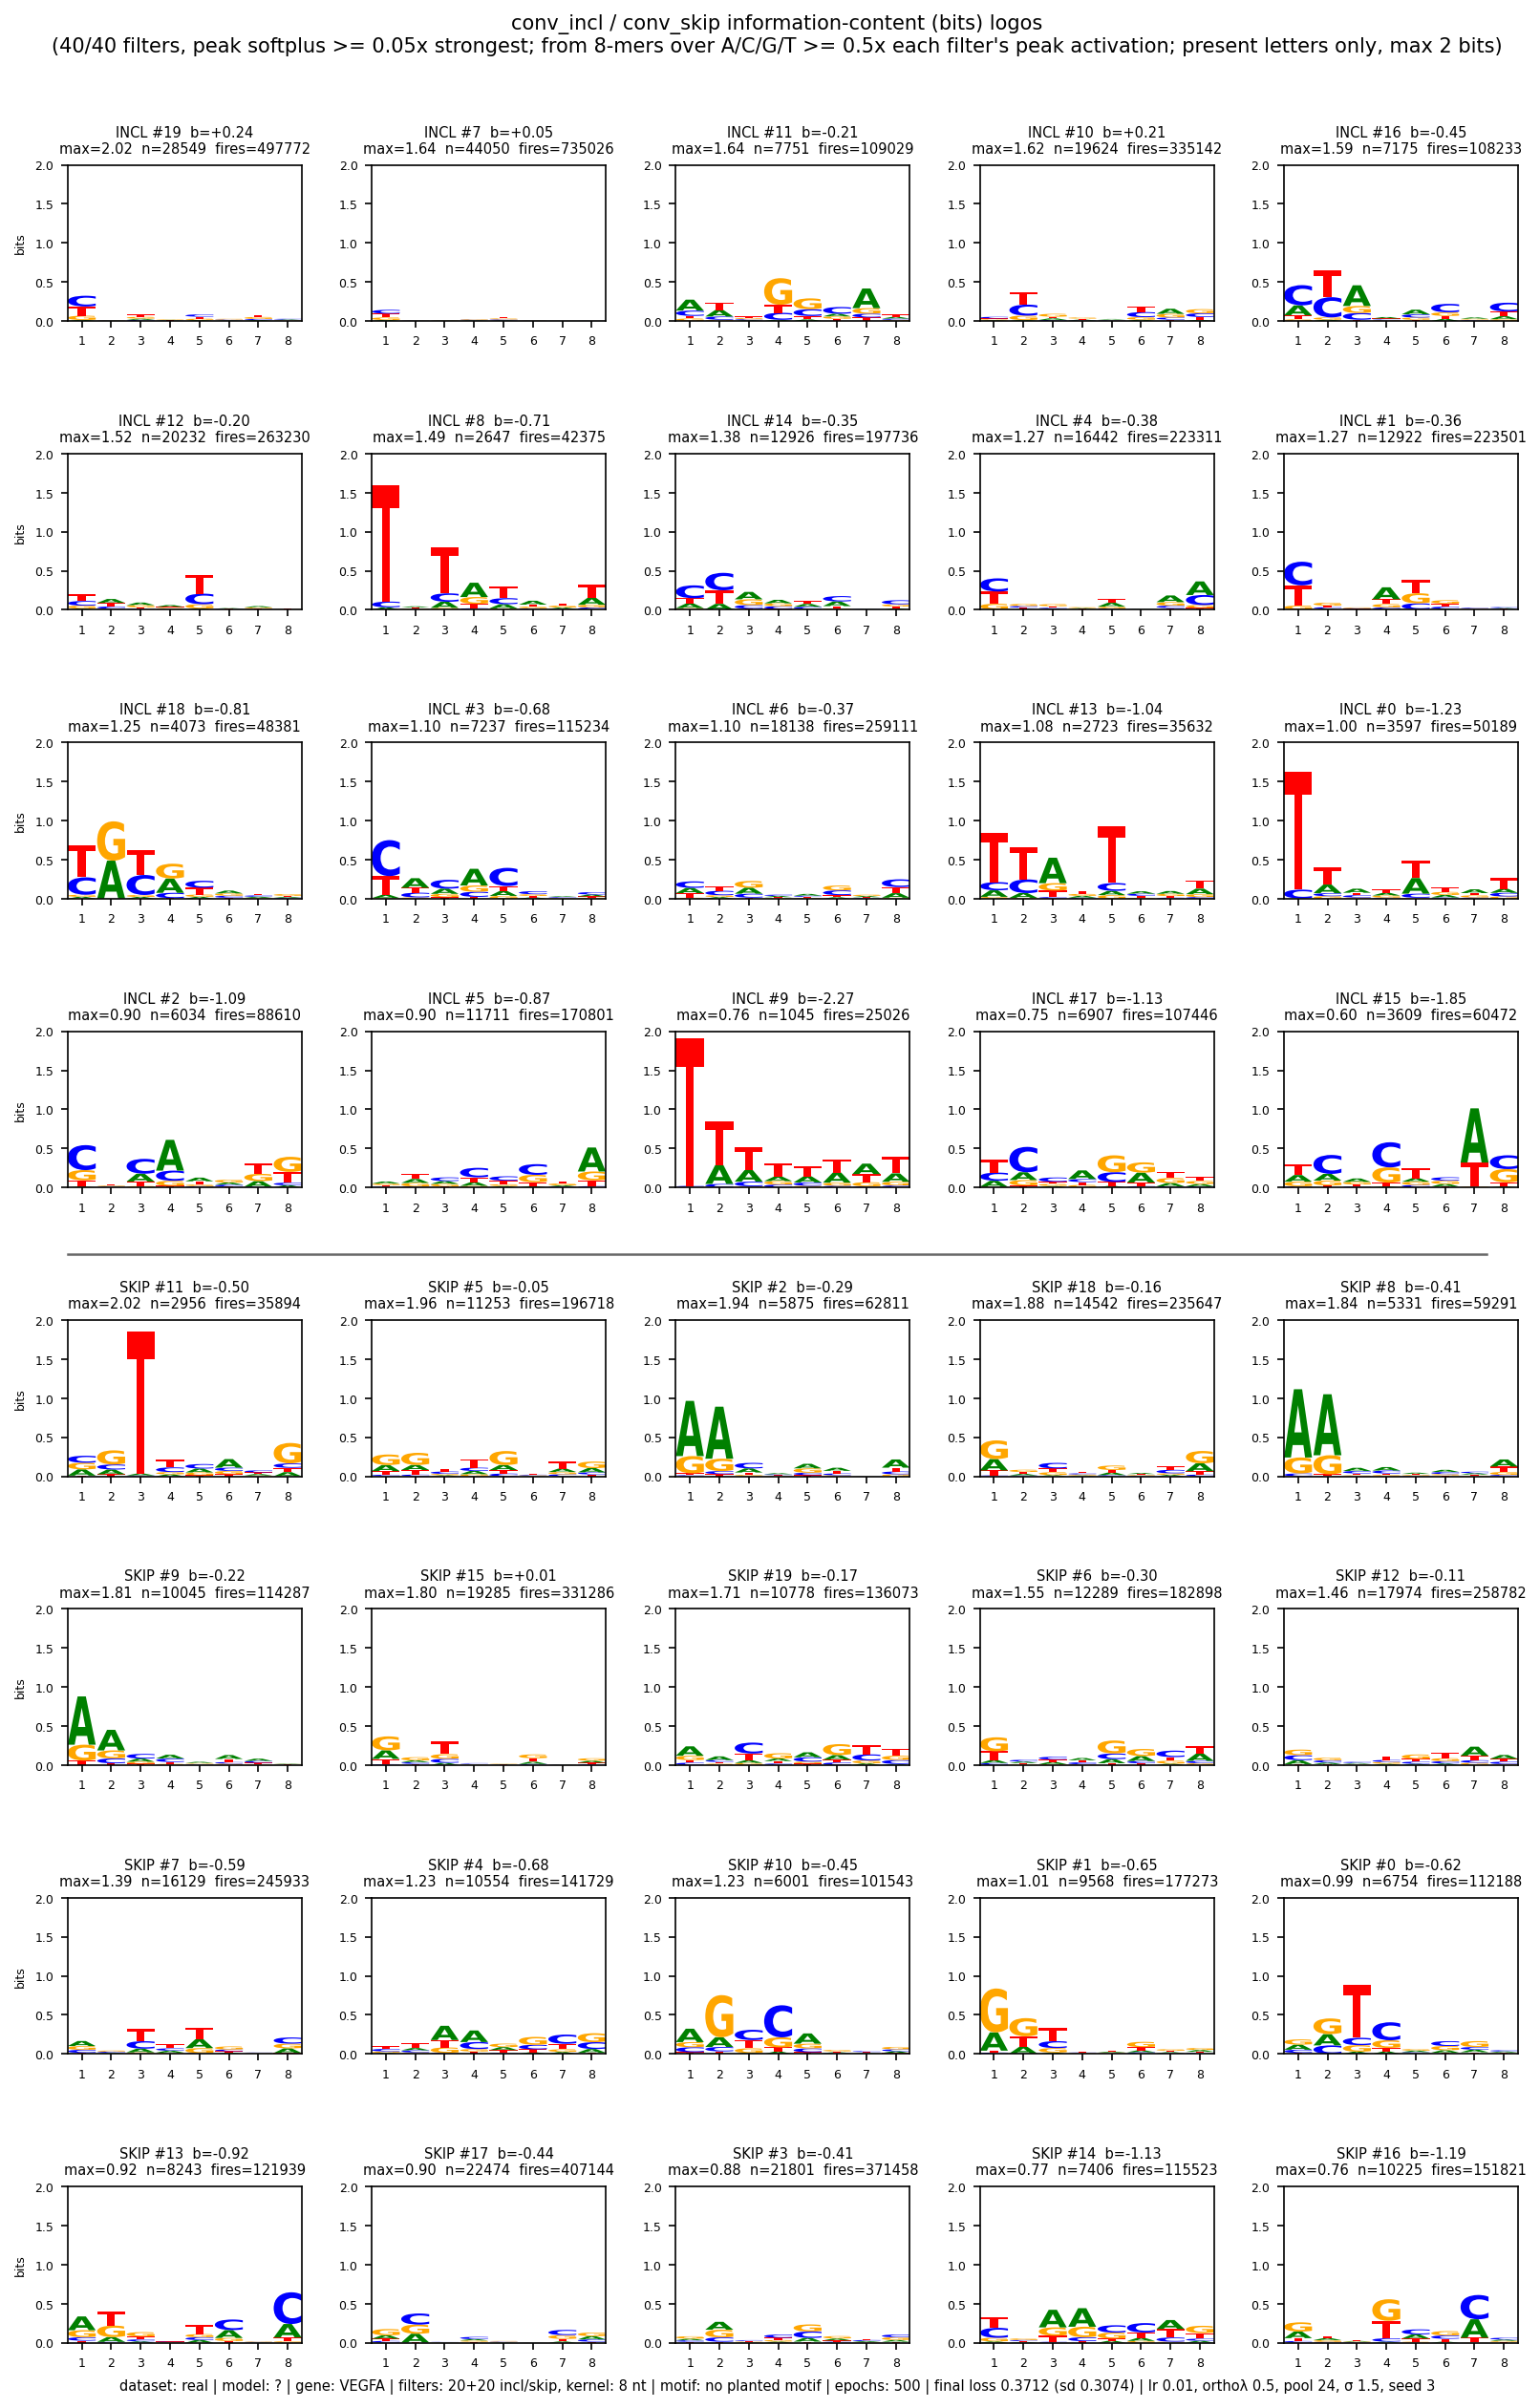 conv_incl / conv_skip information-content (bits) logos
(40/40 filters, peak softplus >= 0.05x strongest; from 8-mers over A/C/G/T >= 0.5x each filter's peak activation; present letters only, max 2 bits)
INCL #19 b=+0.24
max=2.02 n=28549 fires=497772
INCL #7 b=+0.05
max=1.64 n=44050 fires=735026
INCL #11 b=-0.21
max=1.64 n=7751 fires=109029
INCL #10 b=+0.21
max=1.62 n=19624 fires=335142
INCL #16 b=-0.45
max=1.59 n=7175 fires=108233
INCL #12 b=-0.20
max=1.52 n=20232 fires=263230
INCL #8 b=-0.71
max=1.49 n=2647 fires=42375
INCL #14 b=-0.35
max=1.38 n=12926 fires=197736
INCL #4 b=-0.38
max=1.27 n=16442 fires=223311
INCL #1 b=-0.36
max=1.27 n=12922 fires=223501
INCL #18 b=-0.81
max=1.25 n=4073 fires=48381
INCL #3 b=-0.68
max=1.10 n=7237 fires=115234
INCL #6 b=-0.37
max=1.10 n=18138 fires=259111
INCL #13 b=-1.04
max=1.08 n=2723 fires=35632
INCL #0 b=-1.23
max=1.00 n=3597 fires=50189
INCL #2 b=-1.09
max=0.90 n=6034 fires=88610
INCL #5 b=-0.87
max=0.90 n=11711 fires=170801
INCL #9 b=-2.27
max=0.76 n=1045 fires=25026
INCL #17 b=-1.13
max=0.75 n=6907 fires=107446
INCL #15 b=-1.85
max=0.60 n=3609 fires=60472
SKIP #11 b=-0.50
max=2.02 n=2956 fires=35894
SKIP #5 b=-0.05
max=1.96 n=11253 fires=196718
SKIP #2 b=-0.29
max=1.94 n=5875 fires=62811
SKIP #18 b=-0.16
max=1.88 n=14542 fires=235647
SKIP #8 b=-0.41
max=1.84 n=5331 fires=59291
SKIP #9 b=-0.22
max=1.81 n=10045 fires=114287
SKIP #15 b=+0.01
max=1.80 n=19285 fires=331286
SKIP #19 b=-0.17
max=1.71 n=10778 fires=136073
SKIP #6 b=-0.30
max=1.55 n=12289 fires=182898
SKIP #12 b=-0.11
max=1.46 n=17974 fires=258782
SKIP #7 b=-0.59
max=1.39 n=16129 fires=245933
SKIP #4 b=-0.68
max=1.23 n=10554 fires=141729
SKIP #10 b=-0.45
max=1.23 n=6001 fires=101543
SKIP #1 b=-0.65
max=1.01 n=9568 fires=177273
SKIP #0 b=-0.62
max=0.99 n=6754 fires=112188
SKIP #13 b=-0.92
max=0.92 n=8243 fires=121939
SKIP #17 b=-0.44
max=0.90 n=22474 fires=407144
SKIP #3 b=-0.41
max=0.88 n=21801 fires=371458
SKIP #14 b=-1.13
max=0.77 n=7406 fires=115523
SKIP #16 b=-1.19
max=0.76 n=10225 fires=151821
bits
2.0
1.5
1.0
0.5
0.0
1 2 3 4 5 6 7 8
dataset: real | model: ? | gene: VEGFA | filters: 20+20 incl/skip, kernel: 8 nt | motif: no planted motif | epochs: 500 | final loss 0.3712 (sd 0.3074) | lr 0.01, orthoλ 0.5, pool 24, σ 1.5, seed 3